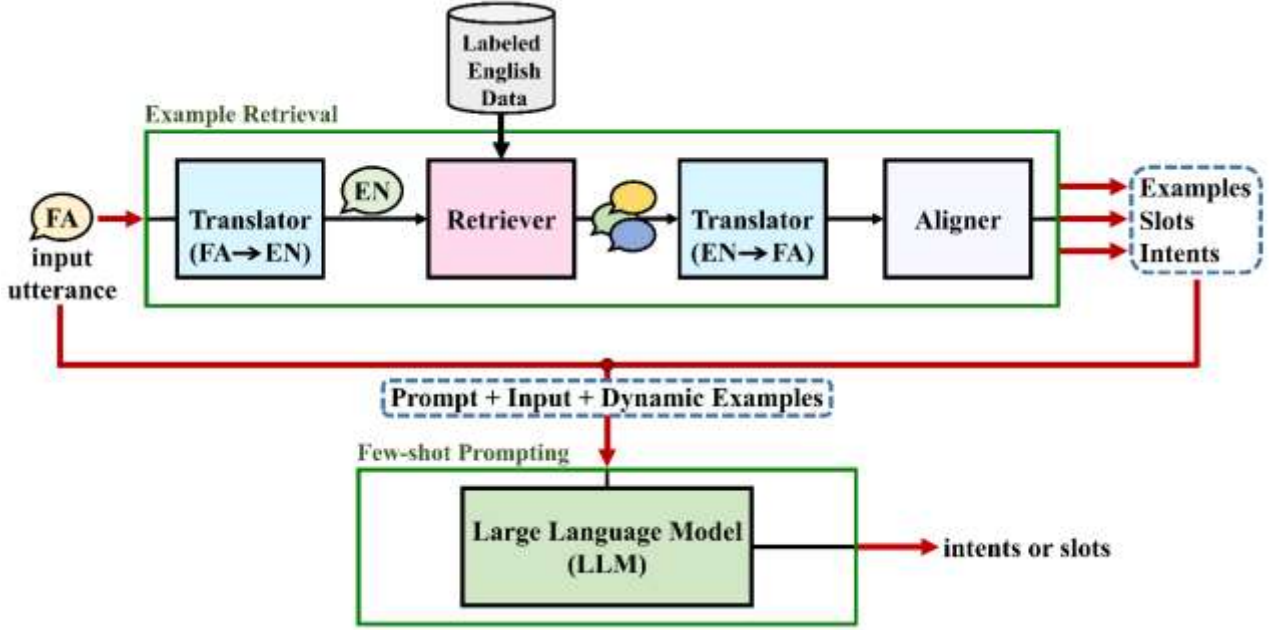 Labeled
English
Data
Example Retrieval
FA
input
utterance
Translator
(FA→EN)
EN
Retriever
Translator
(EN→FA)
Aligner
Examples
Slots
Intents
Prompt + Input + Dynamic Examples
Few-shot Prompting
Large Language Model
(LLM)
intents or slots